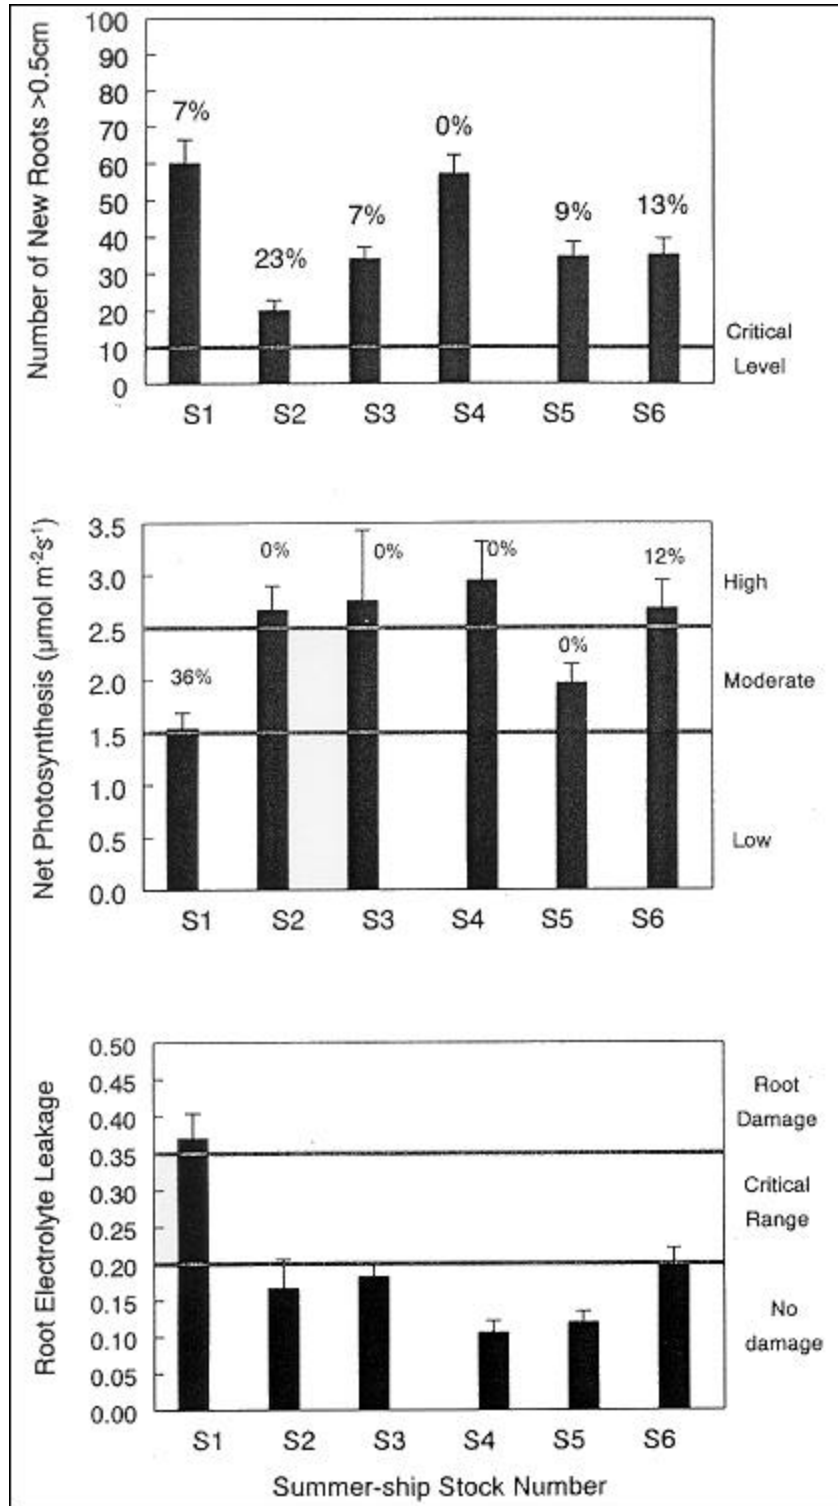 Number of New Roots >0.5cm
100
90
80
70
60
50
40
30
20
10
0
7%
23%
7%
0%
9%
13%
Critical
Level
S1 S2 S3 S4 S5 S6
Net Photosynthesis (µmol m⁻²s⁻¹)
3.5
3.0
2.5
2.0
1.5
1.0
0.5
0.0
36%
0%
0%
0%
0%
12%
High
Moderate
Low
S1 S2 S3 S4 S5 S6
Root Electrolyte Leakage
0.50
0.45
0.40
0.35
0.30
0.25
0.20
0.15
0.10
0.05
0.00
Root
Damage
Critical
Range
No
damage
S1 S2 S3 S4 S5 S6
Summer-ship Stock Number